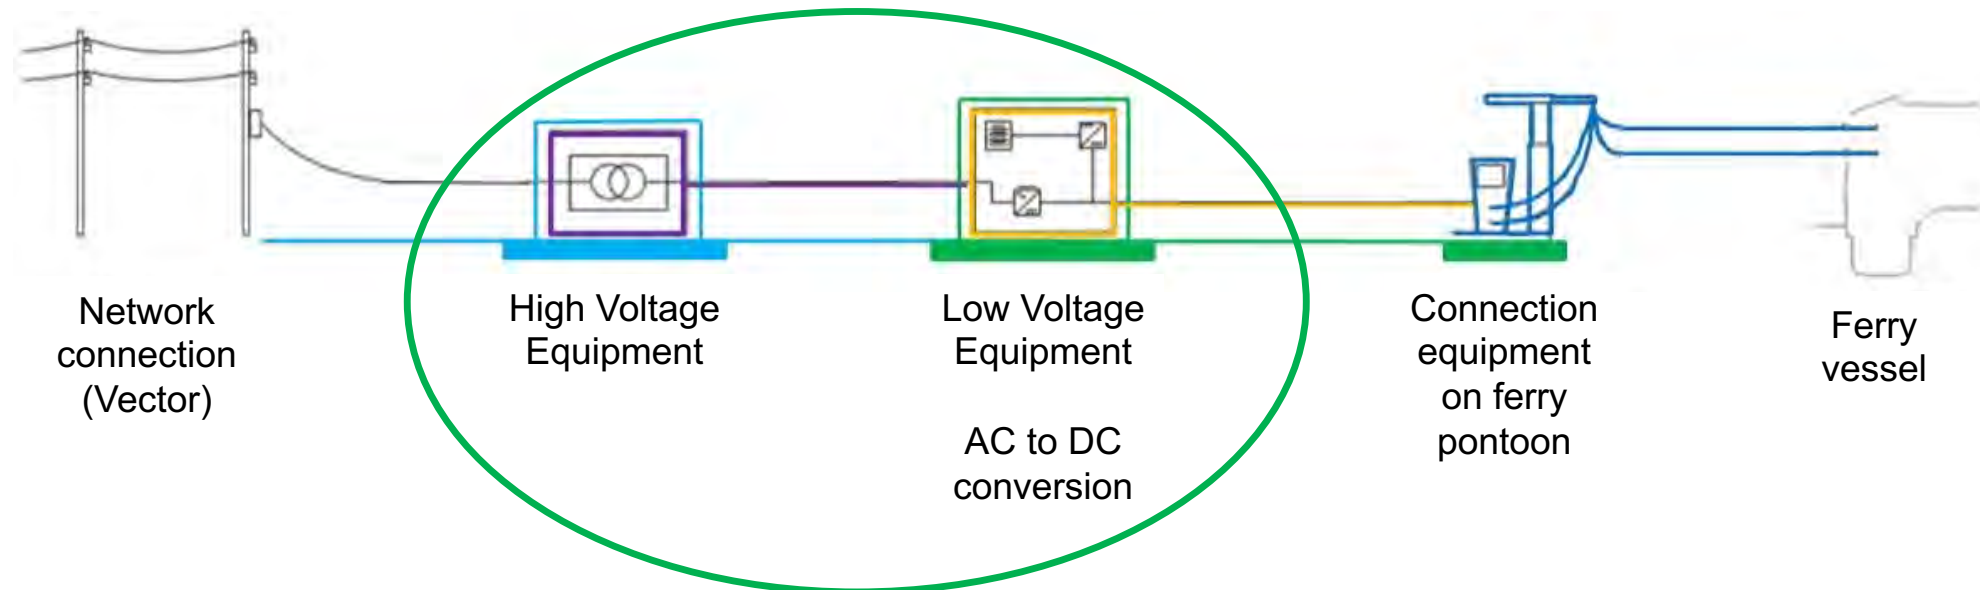 Network
connection
(Vector)
High Voltage
Equipment
Low Voltage
Equipment
AC to DC
conversion
Connection
equipment
on ferry
pontoon
Ferry
vessel